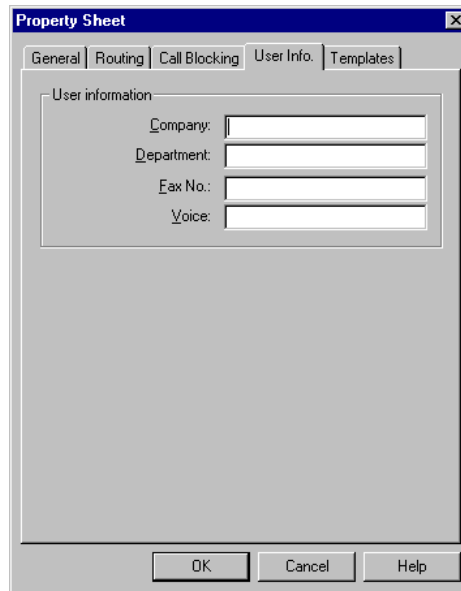 Property Sheet
General Routing Call Blocking User Info. Templates
User information
Company:
Department:
Fax No.:
Voice:
OK Cancel Help